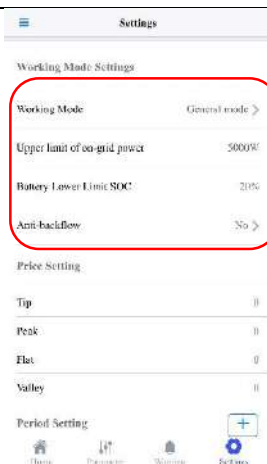 Settings
Working Mode Settings
Working Mode General mode >
Upper limit of on-grid power 5000W
Battery Lower Limit SOC 20%
Anti-backflow No >
Price Setting
Tip 0
Peak 0
Flat 0
Valley 0
Period Setting +
Home Parameter Warning Settings